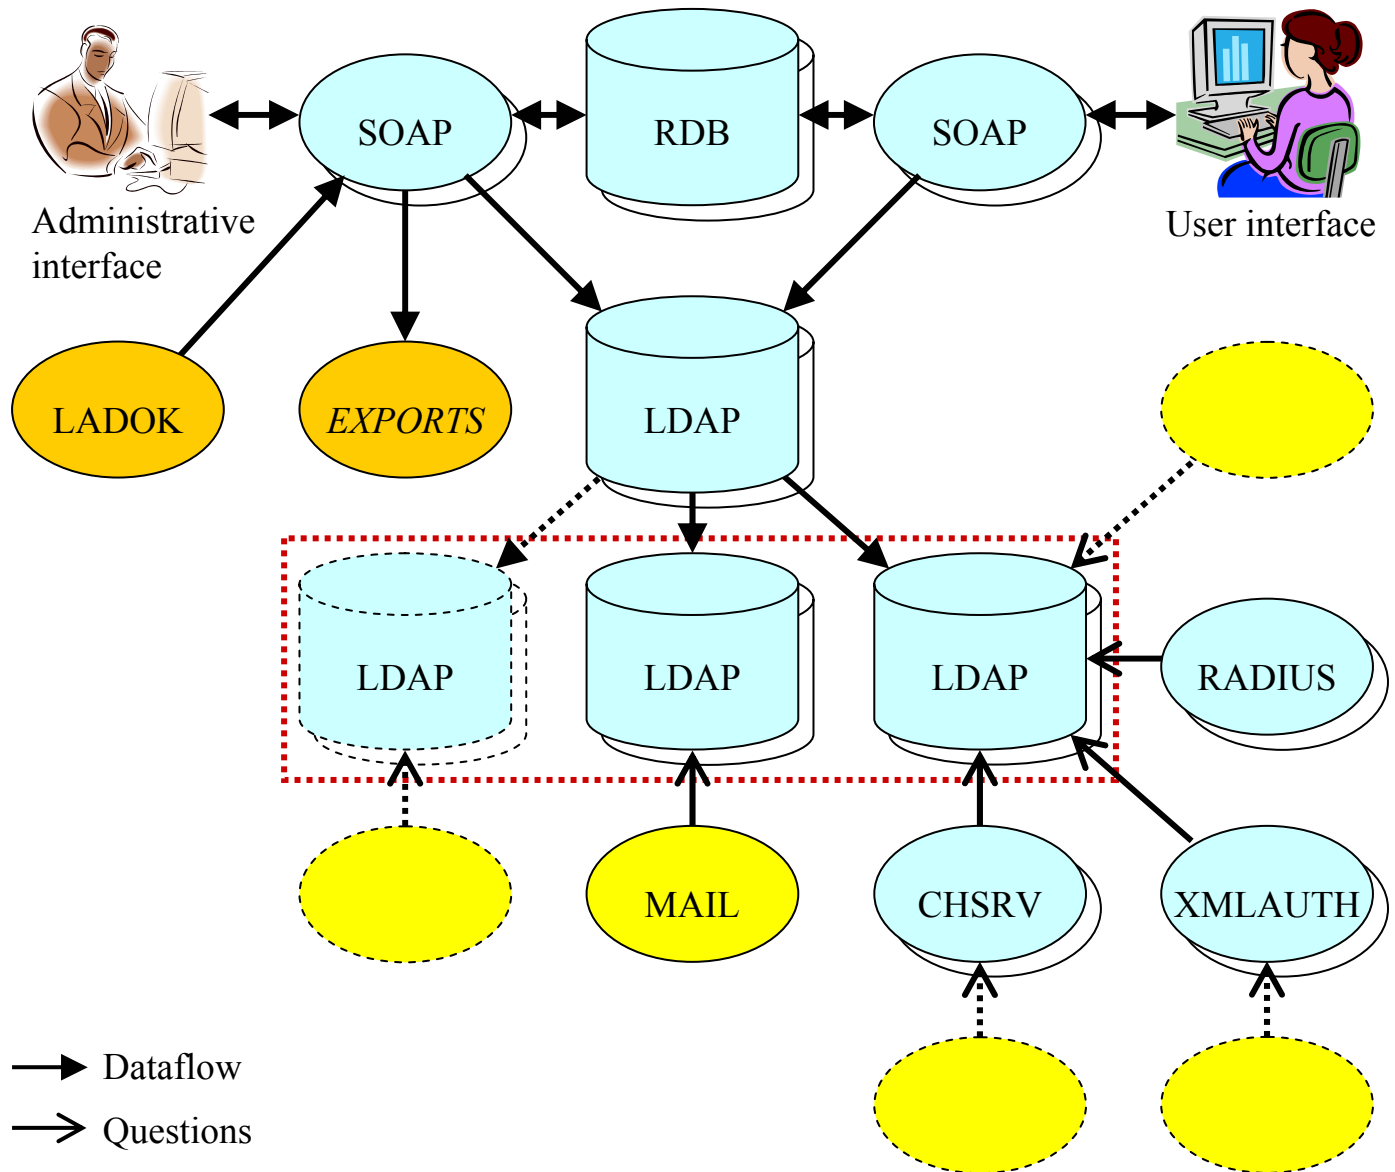 SOAP
RDB
SOAP
Administrative
interface
User interface
LADOK
EXPORTS
LDAP
LDAP
LDAP
LDAP
RADIUS
MAIL
CHSRV
XMLAUTH
Dataflow
Questions